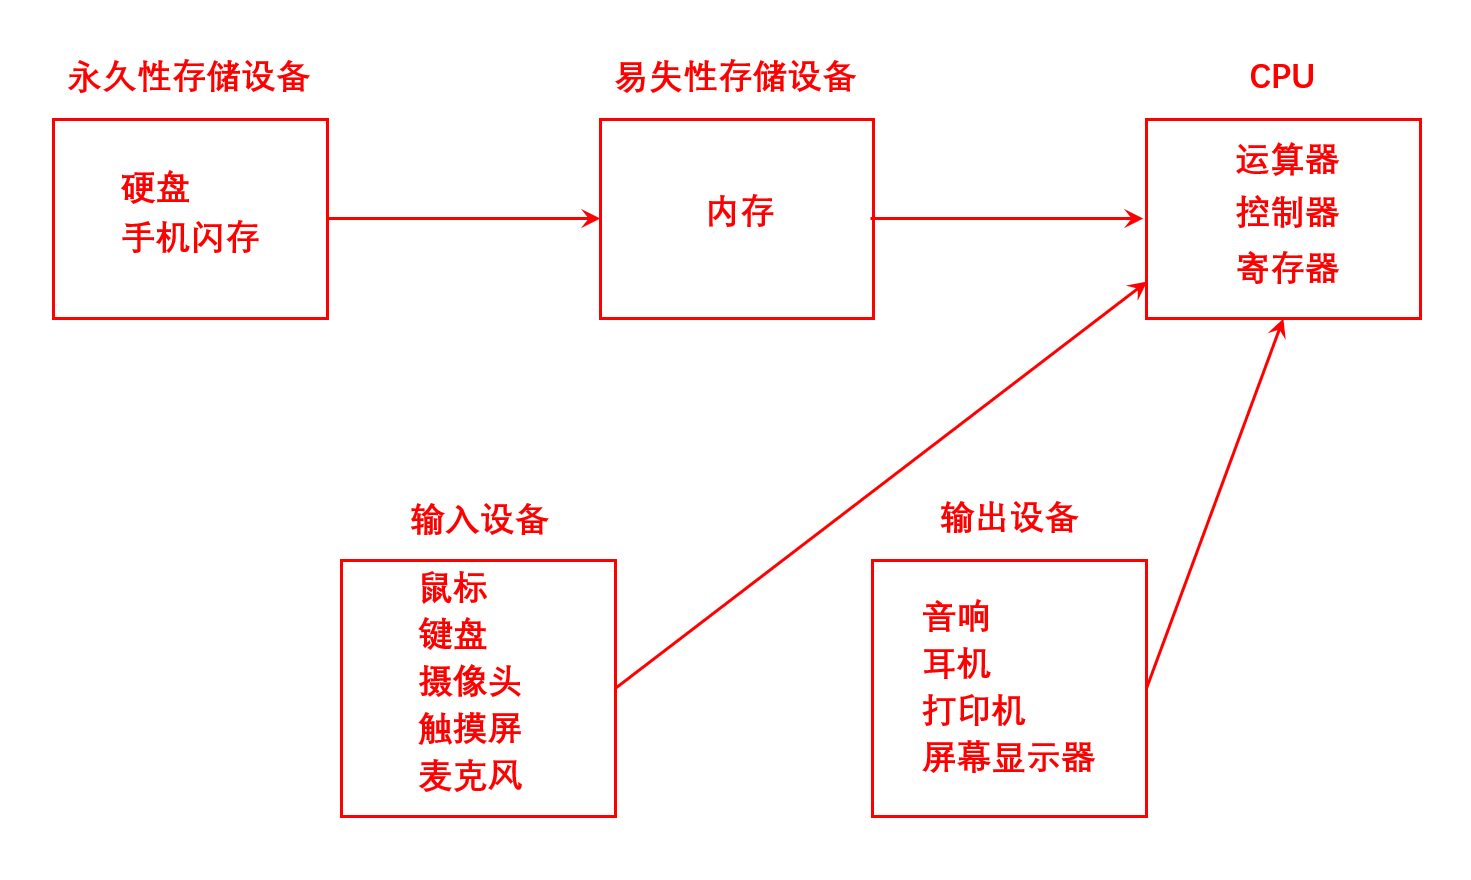 永久性存储设备
硬盘
手机闪存
易失性存储设备
内存
CPU
运算器
控制器
寄存器
输入设备
鼠标
键盘
摄像头
触摸屏
麦克风
输出设备
音响
耳机
打印机
屏幕显示器